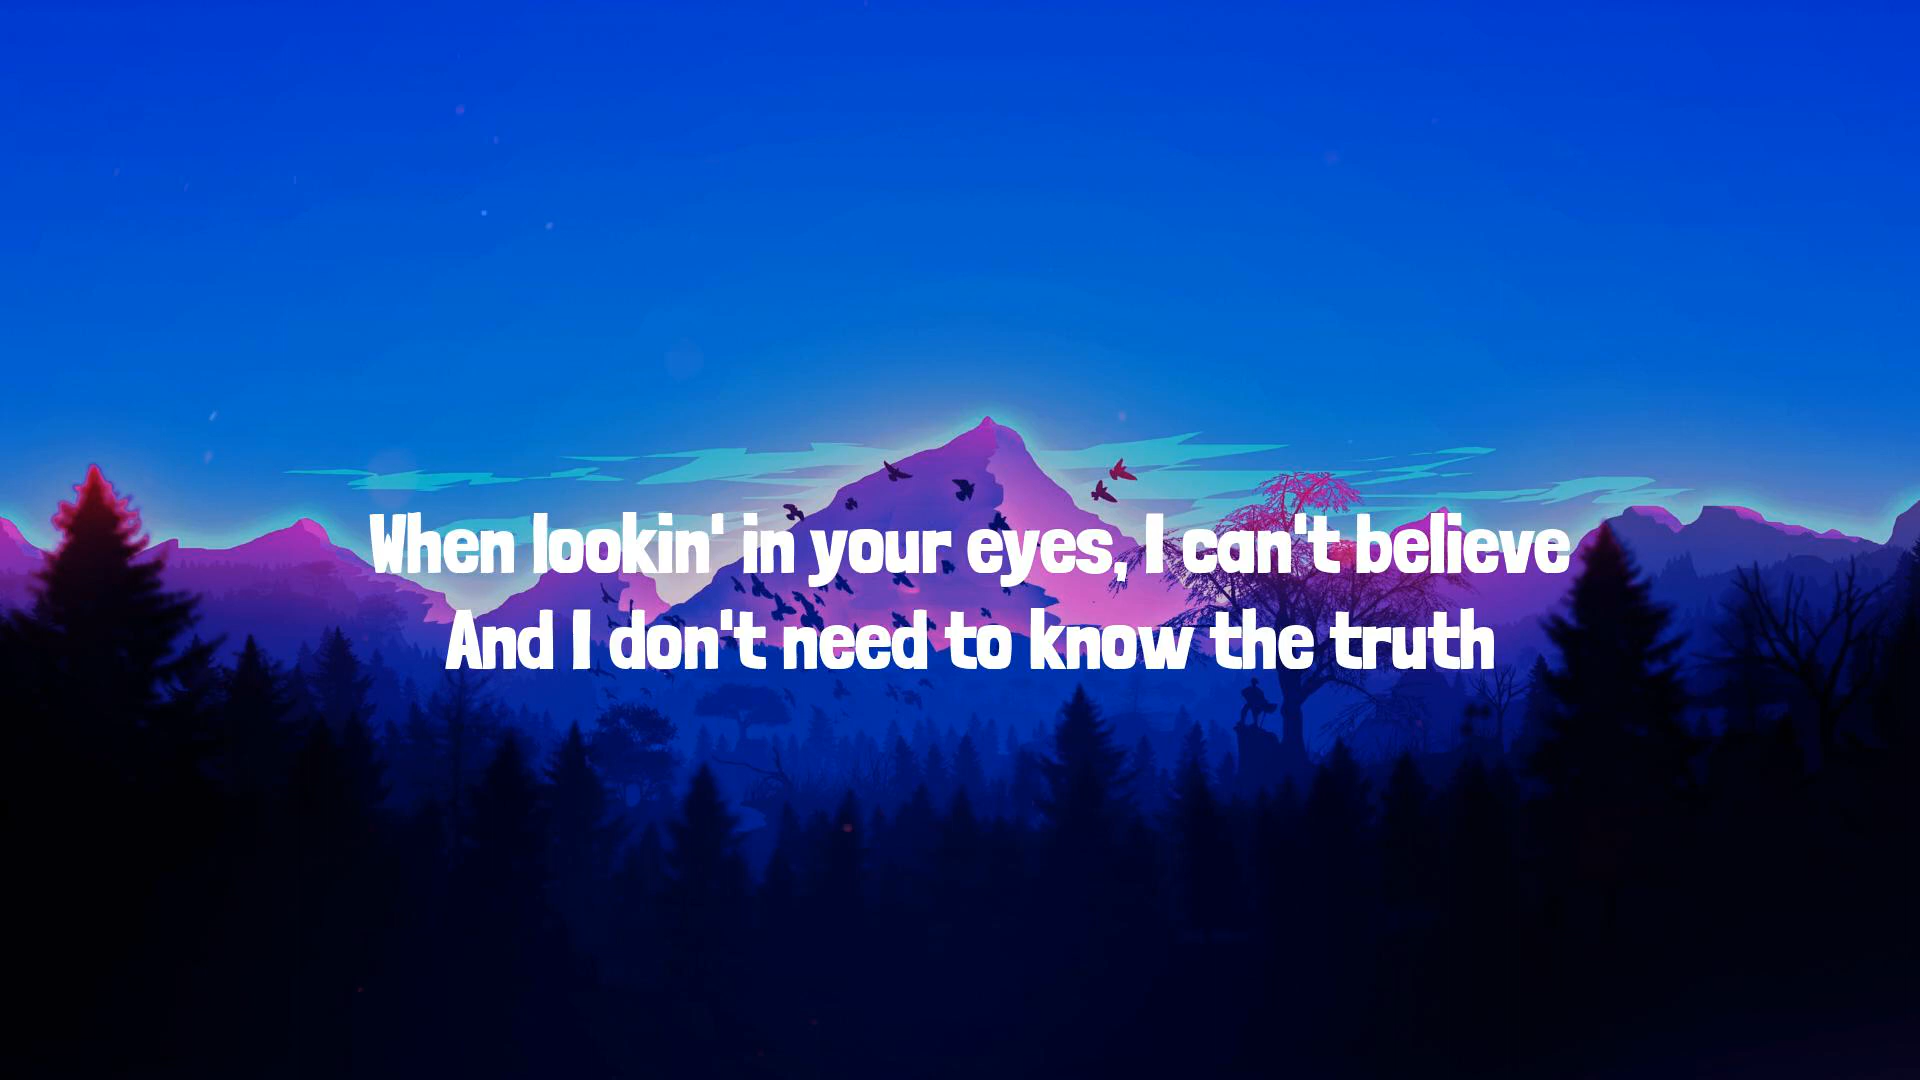 When lookin' in your eyes, I can't believe
And I don't need to know the truth